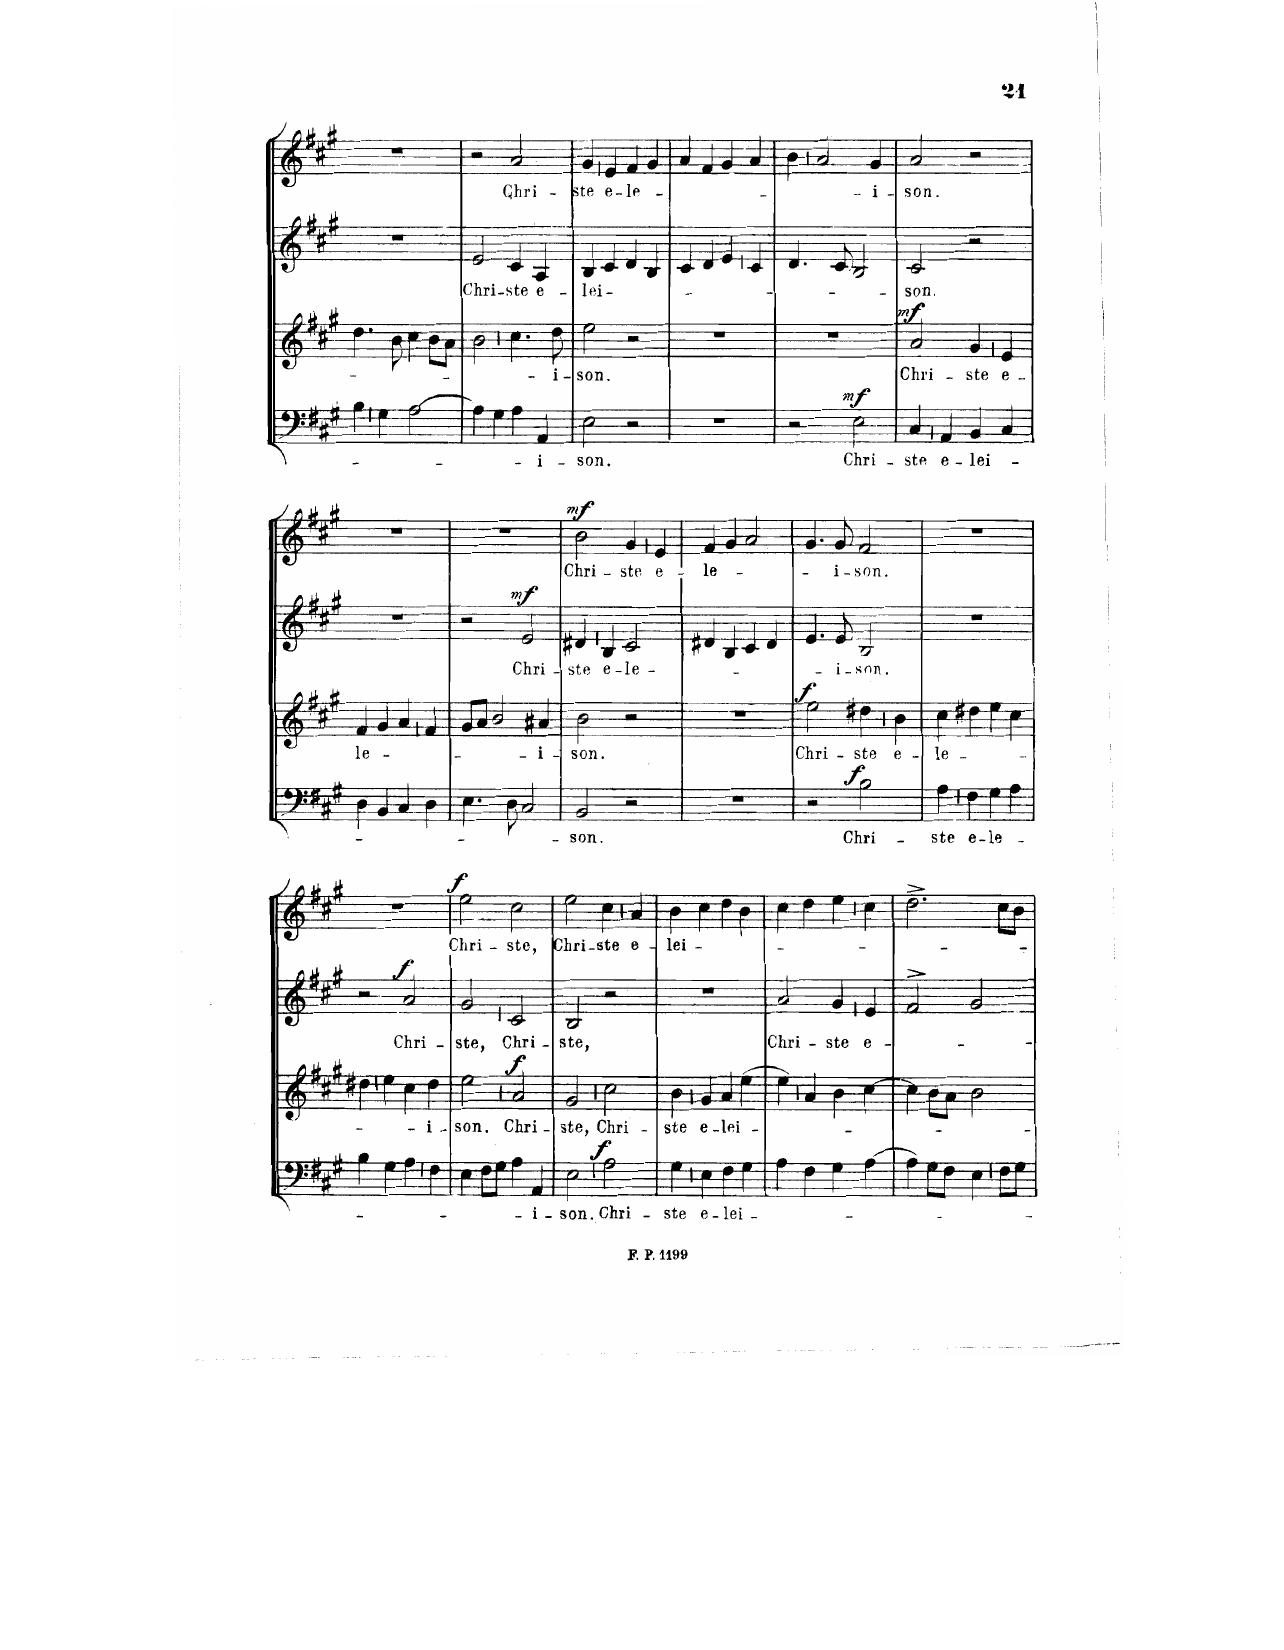 21
Chri - ste e - le - - - i - son.
Chri - ste e - lei - - - - - son.
mf
- - - i - son. Chri - ste e -
mf
- - - i - son. Chri - ste e - lei -
mf
Chri - ste e - le - - i - son.
mf
Chri - ste e - le - - - i - son.
f
le - - - i - son. Chri - ste e - le - -
f
- - - son. Chri - ste e - le -
f
Chri - ste, Chri - ste e - lei - - - - -
f
Chri - ste, Chri - ste, Chri - ste e - - -
f
- - i - son. Chri - ste, Chri - ste e - lei - - - -
f
- - - i - son. Chri - ste e - lei - - - -
F. P. 1199